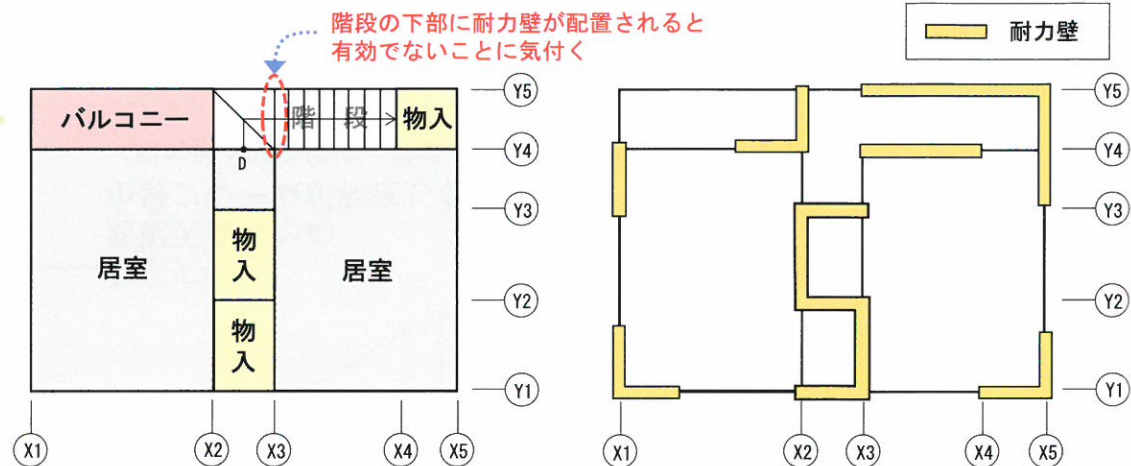 階段の下部に耐力壁が配置されると
有効でないことに気付く
耐力壁
バルコニー
階段
物入
D
居室
物入
物入
居室
Y5
Y4
Y3
Y2
Y1
X1
X2
X3
X4
X5
Y5
Y4
Y3
Y2
Y1
X1
X2
X3
X4
X5